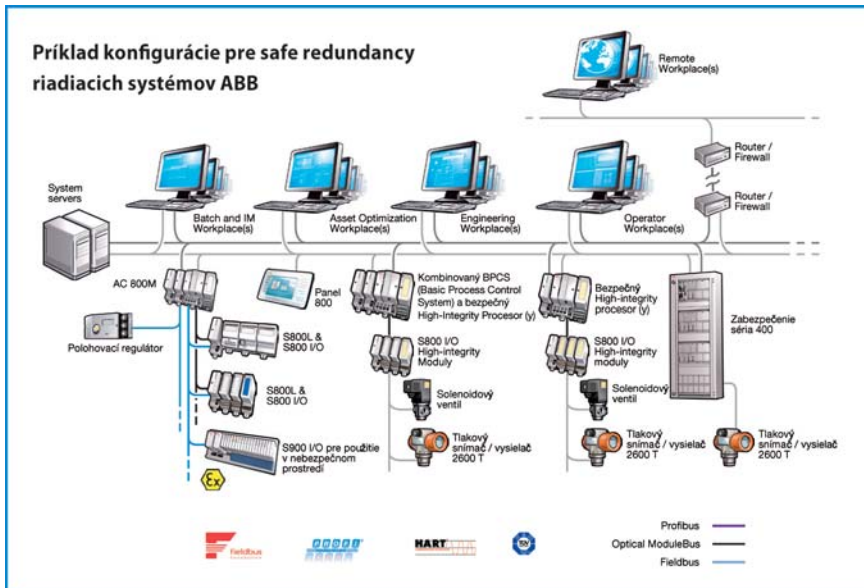 Príklad konfigurácie pre safe redundancy
riadiacich systémov ABB
Remote
Workplace(s)
Router /
Firewall
Router /
Firewall
System
servers
Batch and IM
Workplace(s)
Asset Optimization
Workplace(s)
Engineering
Workplace(s)
Operator
Workplace(s)
AC 800M
Panel
800
Kombinovaný BPCS
(Basic Process Control
System) a bezpečný
High-Integrity Procesor (y)
Bezpečný
High-integrity
procesor (y)
Zabezpečenie
séria 400
Polohovací regulátor
S800L &
S800 I/O
S800 I/O
High-integrity
Moduly
S800 I/O
High-integrity
moduly
S800L &
S800 I/O
Solenoidový
ventil
Solenoidový
ventil
S900 I/O pre použitie
v nebezpečnom
prostredí
Tlakový
snímač / vysielač
2600 T
Tlakový
snímač / vysielač
2600 T
Tlakový
snímač / vysielač
2600 T
Ex
Fieldbus
PROFI
BUS
HART
TÜV
Profibus
Optical ModuleBus
Fieldbus